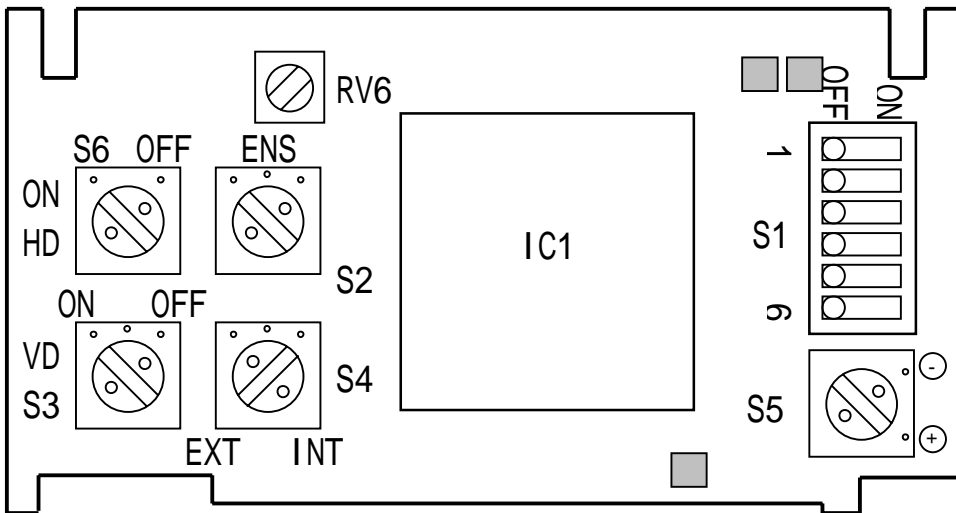 RV6
OFF
ON
S6 OFF
ENS
ON
HD
S2
1
S1
6
IC1
ON OFF
VD
S3
S4
EXT INT
S5
-
+